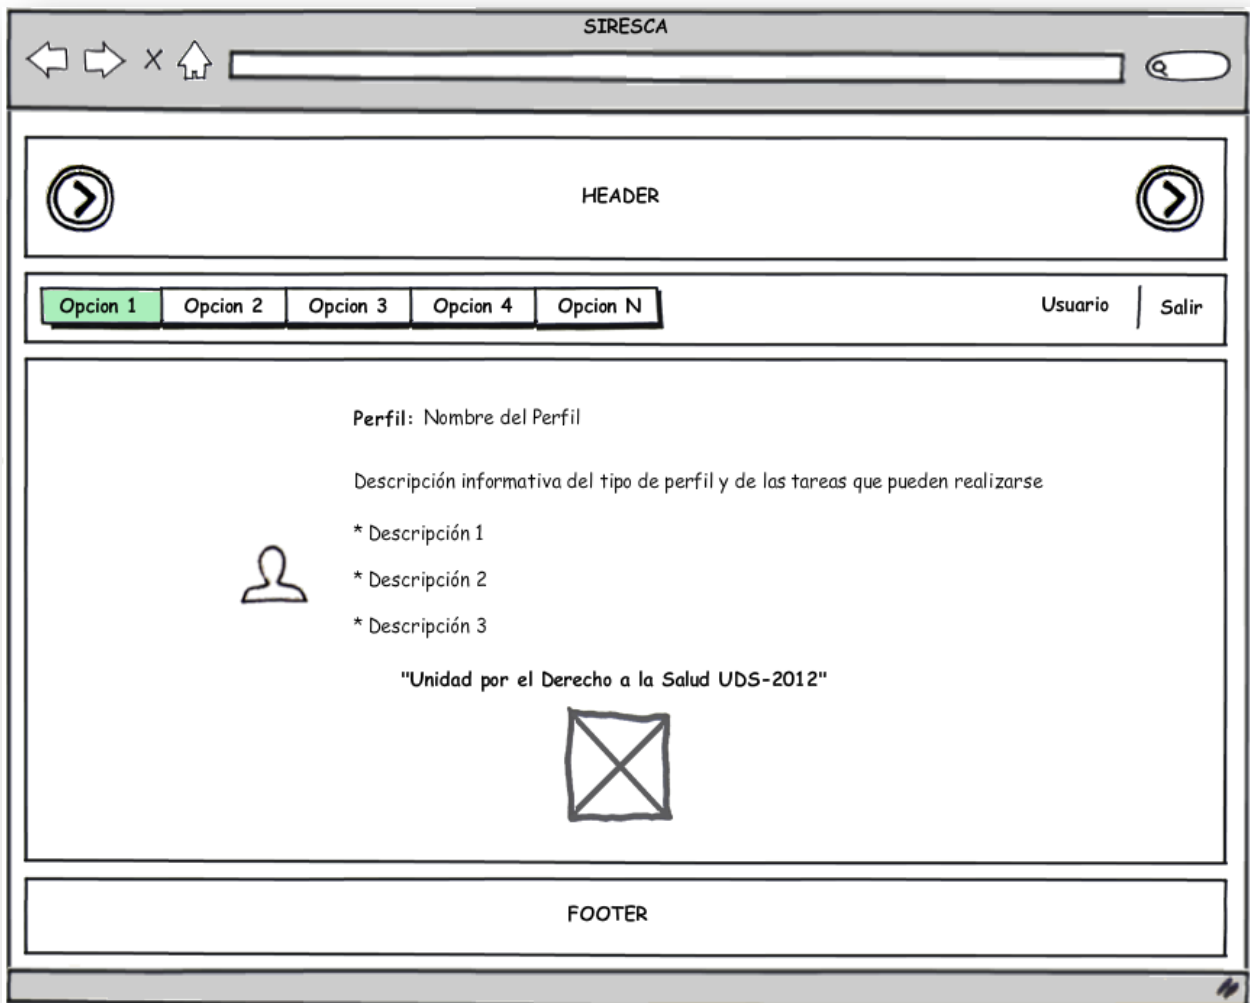 SIRESCA
HEADER
Opcion 1 Opcion 2 Opcion 3 Opcion 4 Opcion N Usuario Salir
Perfil: Nombre del Perfil
Descripción informativa del tipo de perfil y de las tareas que pueden realizarse
* Descripción 1
* Descripción 2
* Descripción 3
"Unidad por el Derecho a la Salud UDS-2012"
FOOTER